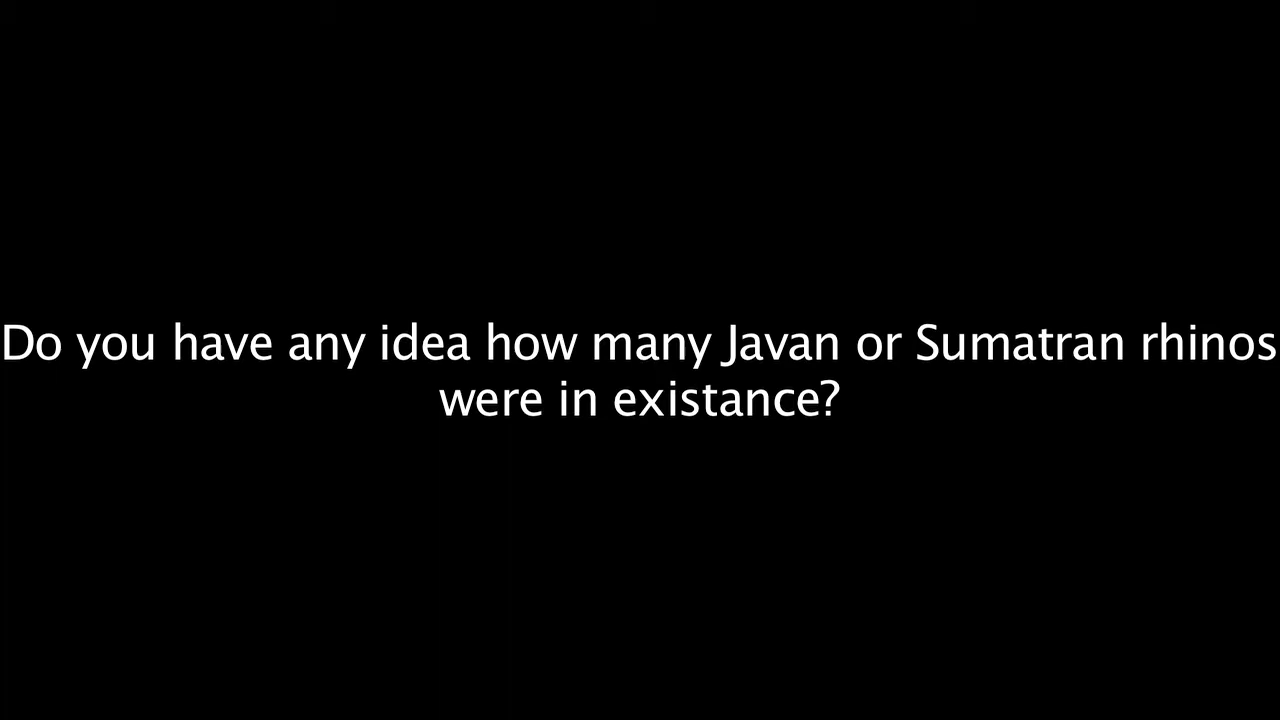 Do you have any idea how many Javan or Sumatran rhinos
were in existance?